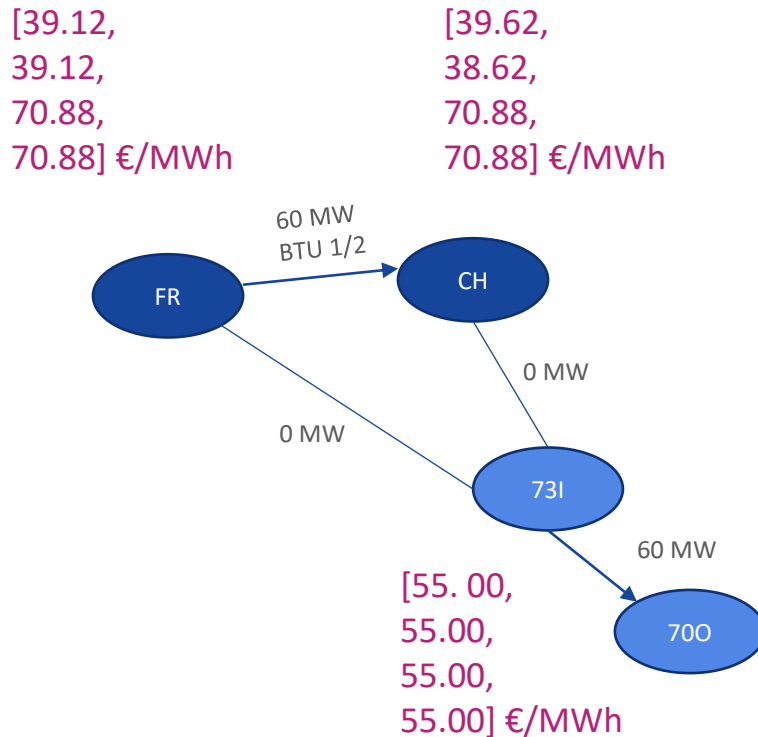 [39.12,
39.12,
70.88,
70.88] €/MWh
[39.62,
38.62,
70.88,
70.88] €/MWh
60 MW
BTU 1/2
FR
CH
0 MW
0 MW
73I
60 MW
[55. 00,
55.00,
55.00,
55.00] €/MWh
70O